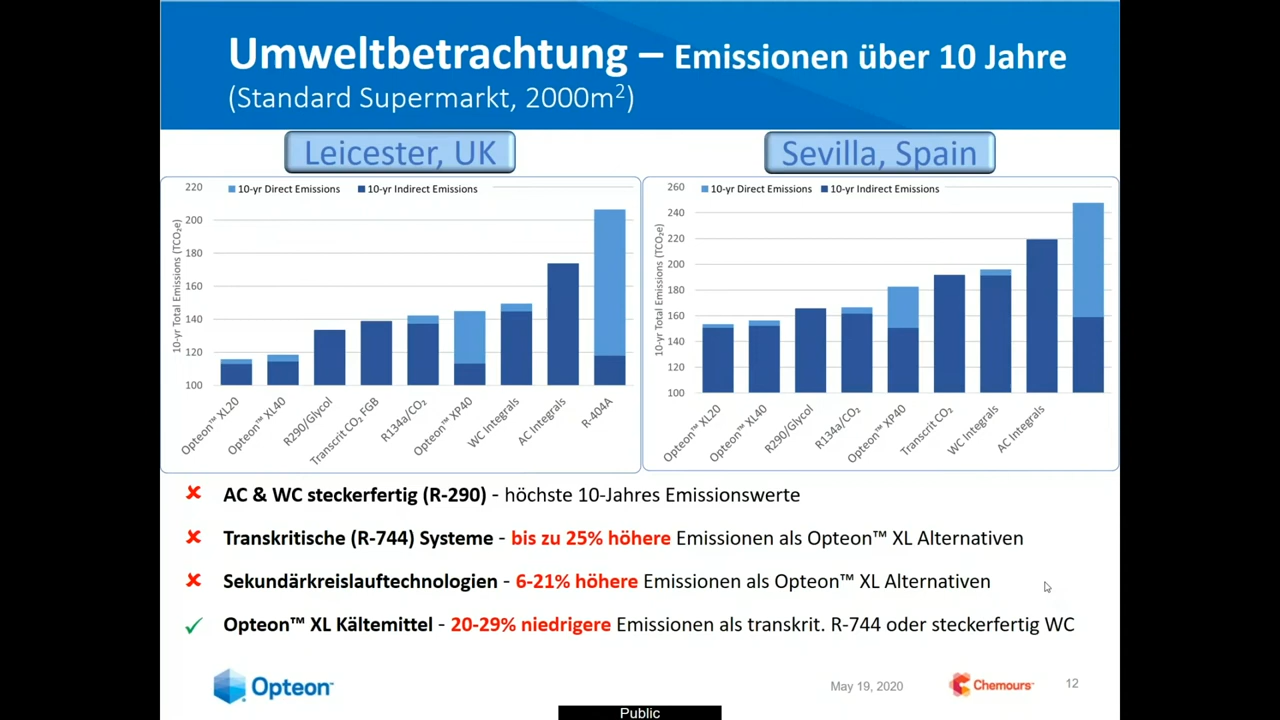 Umweltbetrachtung – Emissionen über 10 Jahre
(Standard Supermarkt, 2000m²)
Leicester, UK
Sevilla, Spain
10-yr Direct Emissions
10-yr Indirect Emissions
10-yr Total Emissions (TCO₂e)
220
200
180
160
140
120
100
Opteon™ XL20
Opteon™ XL40
R290/Glycol
Transcrit CO₂ FGB
R134a/CO₂
Opteon™ XP40
WC Integrals
AC Integrals
R-404A
10-yr Direct Emissions
10-yr Indirect Emissions
10-yr Total Emissions (TCO₂e)
260
240
220
200
180
160
140
120
100
Opteon™ XL20
Opteon™ XL40
R290/Glycol
R134a/CO₂
Opteon™ XP40
Transcrit CO₂
WC Integrals
AC Integrals
✘ AC & WC steckerfertig (R-290) - höchste 10-Jahres Emissionswerte
✘ Transkritische (R-744) Systeme - bis zu 25% höhere Emissionen als Opteon™ XL Alternativen
✘ Sekundärkreislauftechnologien - 6-21% höhere Emissionen als Opteon™ XL Alternativen
✓ Opteon™ XL Kältemittel - 20-29% niedrigere Emissionen als transkrit. R-744 oder steckerfertig WC
Opteon™
May 19, 2020
Chemours™
12
Public